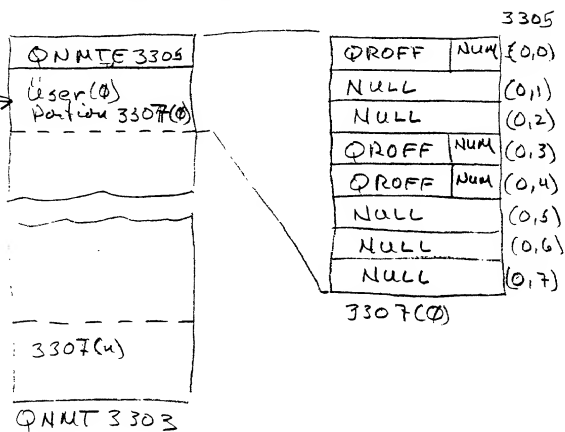 3305
QNMTE 3305
User(0)
Portion 3307(0)
3307(n)
QNMT 3303
QROFF NUM (0,0)
NULL (0,1)
NULL (0,2)
QROFF NUM (0,3)
QROFF NUM (0,4)
NULL (0,5)
NULL (0,6)
NULL (0,7)
3307(0)